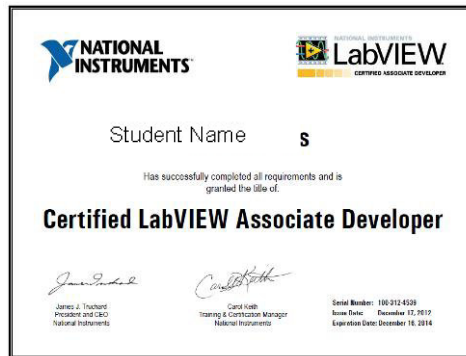 NATIONAL
INSTRUMENTS
NATIONAL INSTRUMENTS
LabVIEW
CERTIFIED ASSOCIATE DEVELOPER
Student Name S
Has successfully completed all requirements and is
granted the title of:
Certified LabVIEW Associate Developer
James J. Truchard
President and CEO
National Instruments
Carol Keith
Training & Certification Manager
National Instruments
Serial Number: 100-312-4536
Issue Date: December 17, 2012
Expiration Date: December 16, 2014